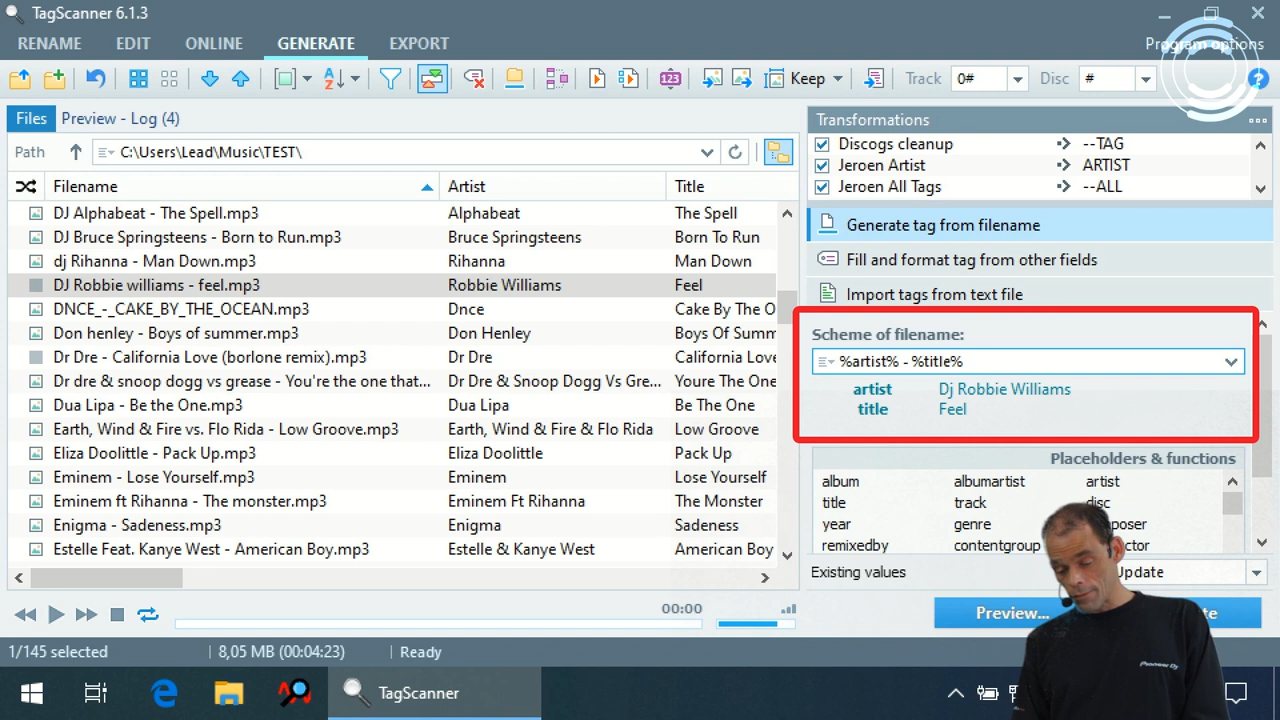 TagScanner 6.1.3
RENAME EDIT ONLINE GENERATE EXPORT Program options
123 Keep Track 0# Disc # ?
Files Preview - Log (4)
Path C:\Users\Lead\Music\TEST\
Filename Artist Title
DJ Alphabeat - The Spell.mp3 Alphabeat The Spell
DJ Bruce Springsteens - Born to Run.mp3 Bruce Springsteens Born To Run
dj Rihanna - Man Down.mp3 Rihanna Man Down
DJ Robbie williams - feel.mp3 Robbie Williams Feel
DNCE_-_CAKE_BY_THE_OCEAN.mp3 Dnce Cake By The O
Don henley - Boys of summer.mp3 Don Henley Boys Of Summ
Dr Dre - California Love (borlone remix).mp3 Dr Dre California Love
Dr dre & snoop dogg vs grease - You're the one that... Dr Dre & Snoop Dogg Vs Gre... Youre The One
Dua Lipa - Be the One.mp3 Dua Lipa Be The One
Earth, Wind & Fire vs. Flo Rida - Low Groove.mp3 Earth, Wind & Fire & Flo Rida Low Groove
Eliza Doolittle - Pack Up.mp3 Eliza Doolittle Pack Up
Eminem - Lose Yourself.mp3 Eminem Lose Yourself
Eminem ft Rihanna - The monster.mp3 Eminem Ft Rihanna The Monster
Enigma - Sadeness.mp3 Enigma Sadeness
Estelle Feat. Kanye West - American Boy.mp3 Estelle & Kanye West American Boy
00:00
1/145 selected 8,05 MB (00:04:23) Ready
Transformations
Discogs cleanup --TAG
Jeroen Artist ARTIST
Jeroen All Tags --ALL
Generate tag from filename
Fill and format tag from other fields
Import tags from text file
Scheme of filename:
%artist% - %title%
artist Dj Robbie Williams
title Feel
Placeholders & functions
album albumartist artist
title track disc
year genre poser
remixedby contentgroup ctor
Existing values Update
Preview... te
TagScanner
Pioneer Dj